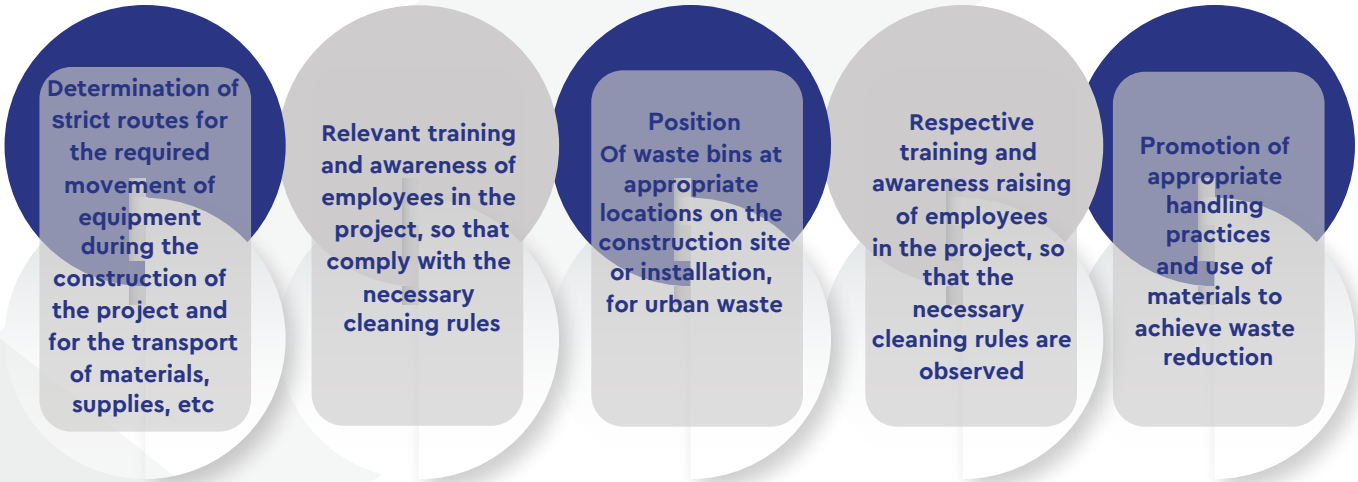 Determination of
strict routes for
the required
movement of
equipment
during the
construction of
the project and
for the transport
of materials,
supplies, etc
Relevant training
and awareness of
employees in the
project, so that
comply with the
necessary
cleaning rules
Position
Of waste bins at
appropriate
locations on the
construction site
or installation,
for urban waste
Respective
training and
awareness raising
of employees
in the project, so
that the
necessary
cleaning rules are
observed
Promotion of
appropriate
handling
practices
and use of
materials to
achieve waste
reduction